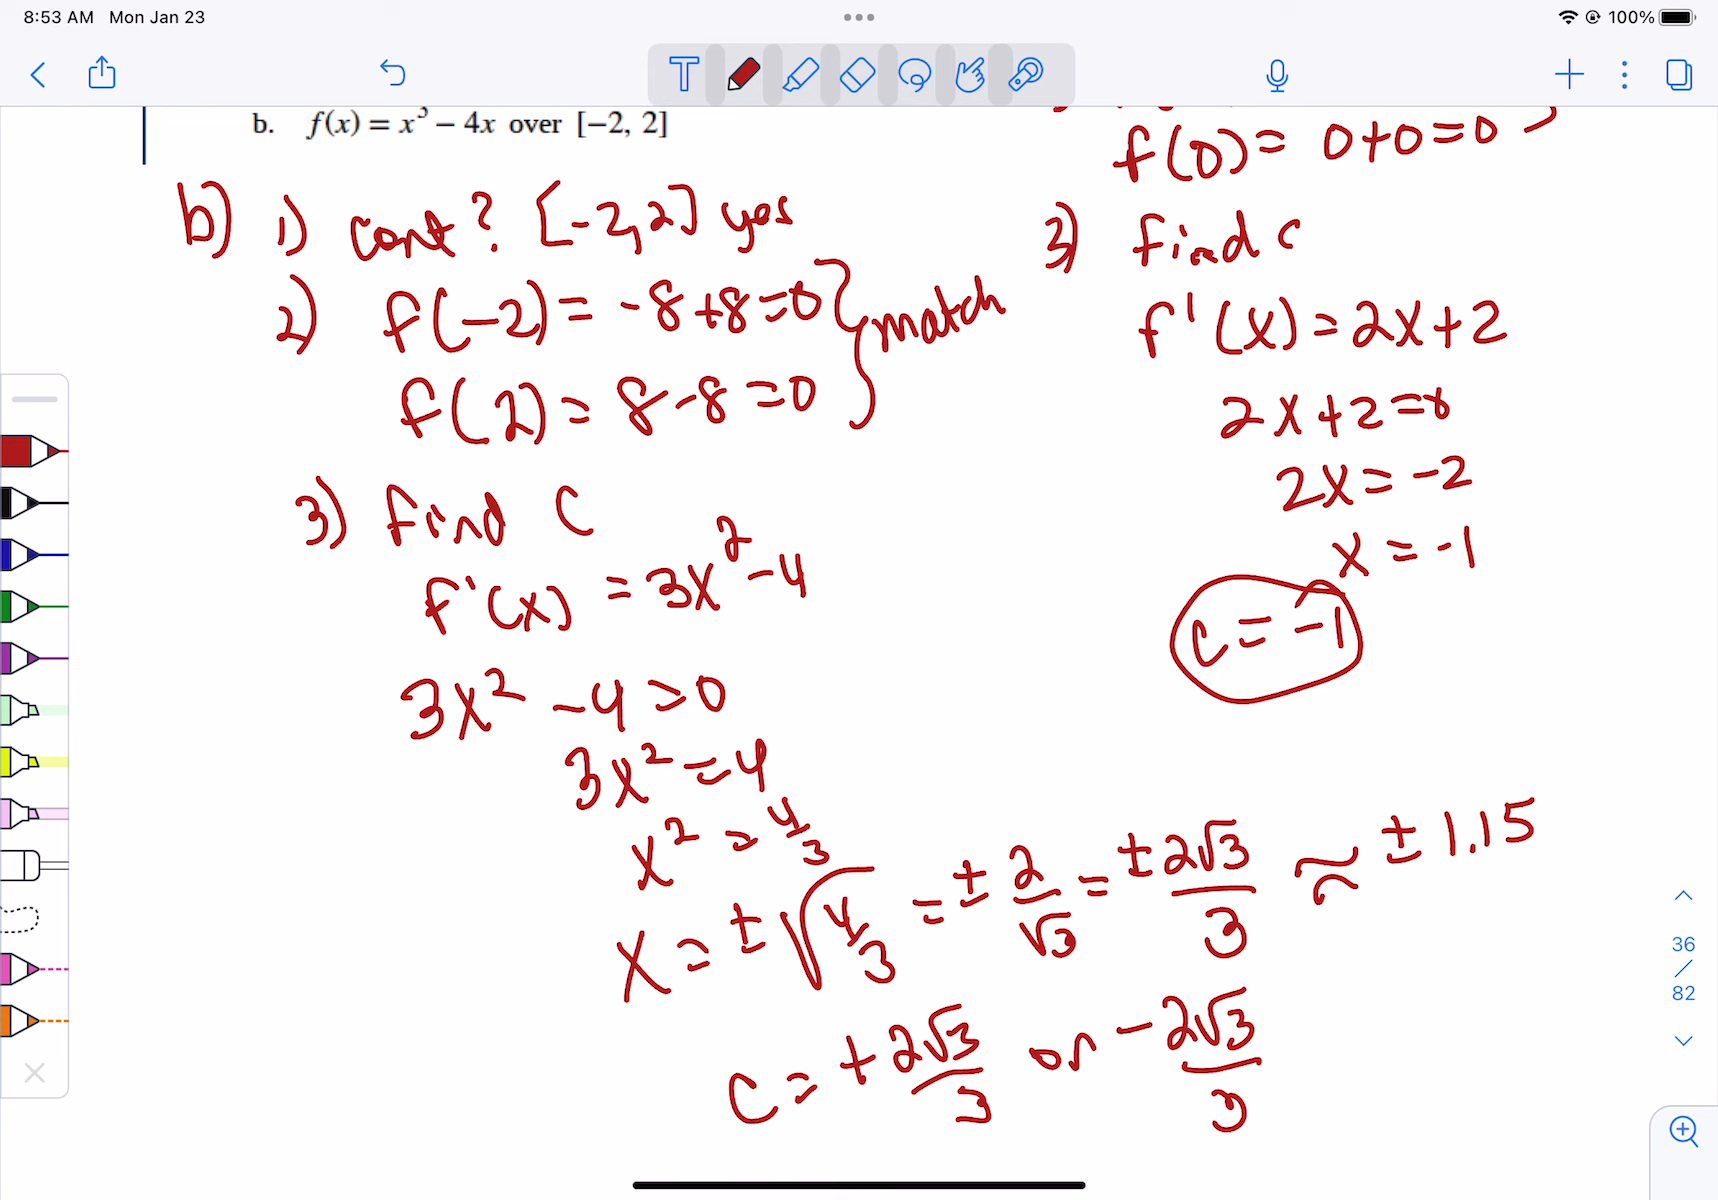 8:53 AM Mon Jan 23
100%
b. f(x) = x³ – 4x over [–2, 2]
f(0) = 0+0=0
b) 1) cont? [-2,2] yes
2) f(-2) = -8+8=0 } match
f(2) = 8-8=0
3) find c
f'(x) = 3x²-4
3x²-4=0
3x²=4
x²=4/3
x=±√(4/3) = ±2/√3 = ±2√3/3 ≈ ±1.15
c = +2√3/3 or -2√3/3
3) find c
f'(x)=2x+2
2x+2=0
2x=-2
x=-1
c=-1
T
36
/
82